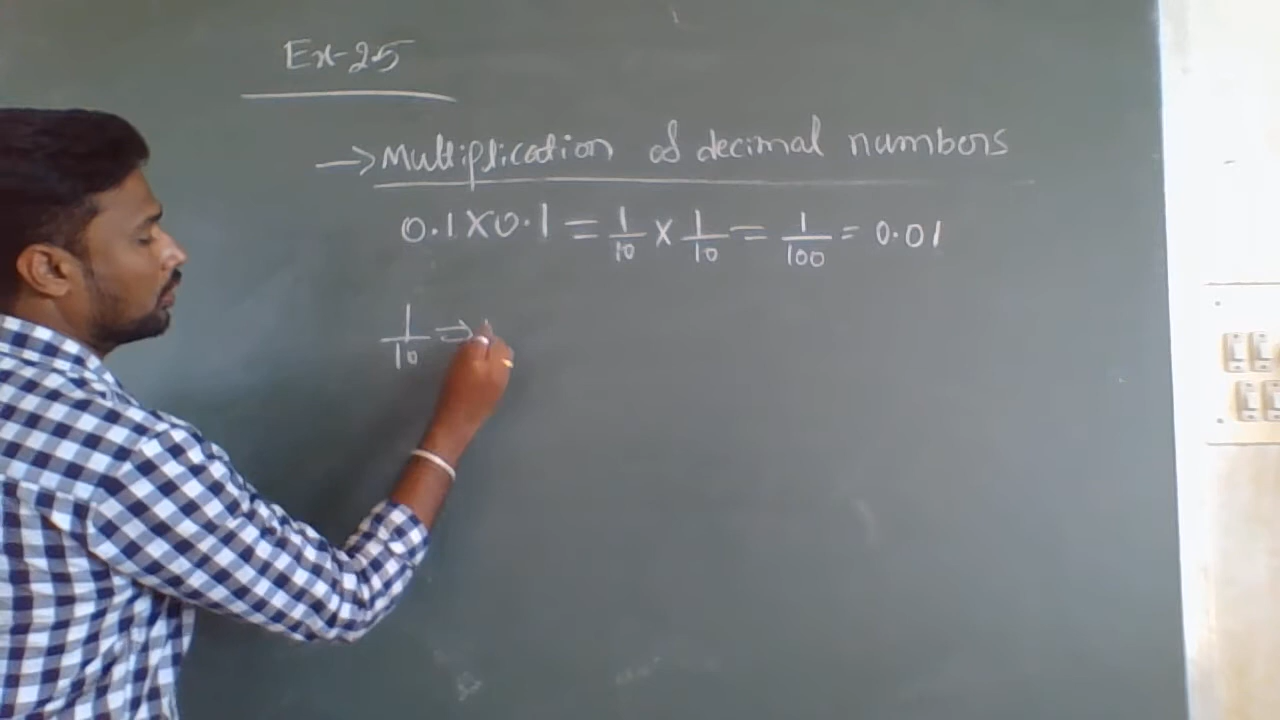 Ex-2.5
→Multiplication of decimal numbers
0.1×0.1 = 1/10 × 1/10 = 1/100 = 0.01
1/10 ⇒